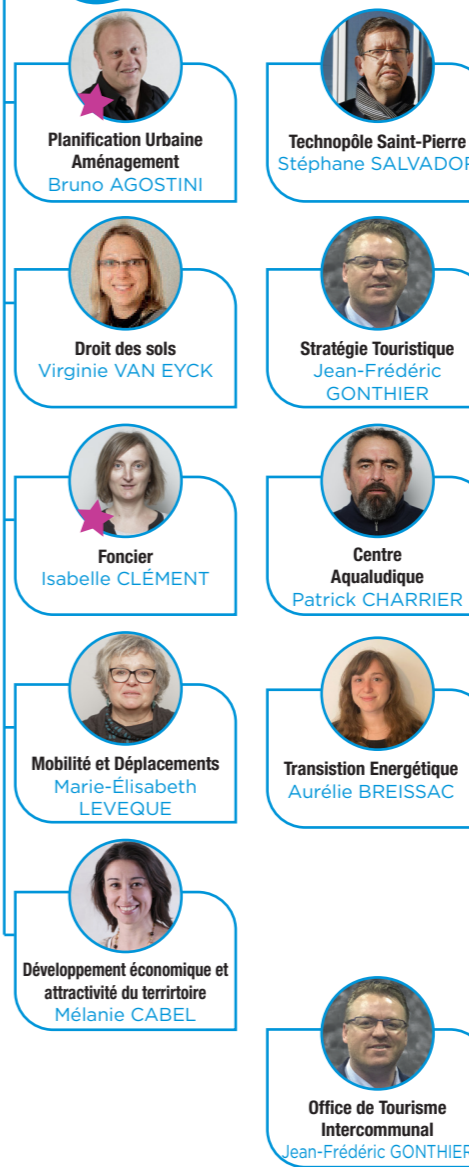 Planification Urbaine
Aménagement
Bruno AGOSTINI
Technopôle Saint-Pierre
Stéphane SALVADOR
Droit des sols
Virginie VAN EYCK
Stratégie Touristique
Jean-Frédéric
GONTHIER
Foncier
Isabelle CLÉMENT
Centre
Aqualudique
Patrick CHARRIER
Mobilité et Déplacements
Marie-Élisabeth
LEVEQUE
Transistion Energétique
Aurélie BREISSAC
Développement économique et
attractivité du terrirtoire
Mélanie CABEL
Office de Tourisme
Intercommunal
Jean-Frédéric GONTHIER